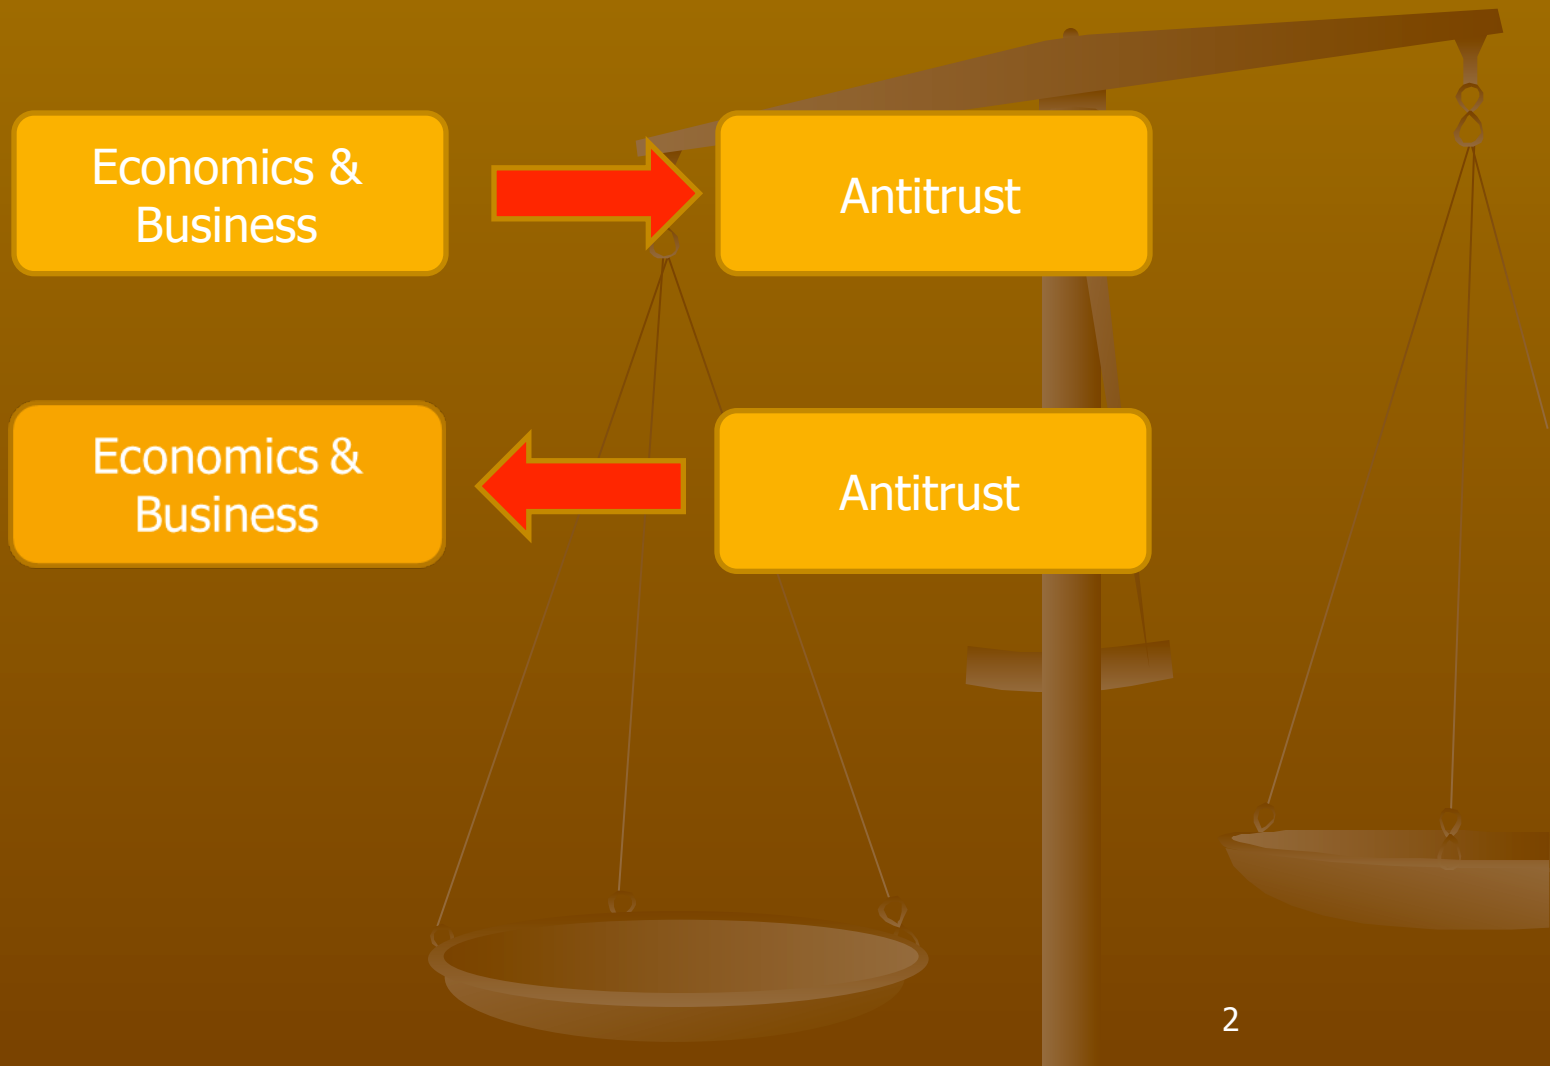 Economics &
Business
Antitrust
Economics &
Business
Antitrust
2